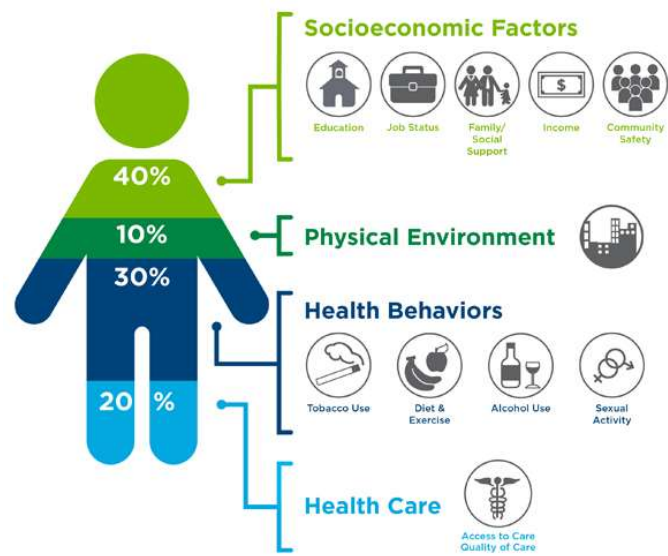 Socioeconomic Factors
$
Education
Job Status
Family/
Social
Support
Income
Community
Safety
40%
10%
Physical Environment
30%
Health Behaviors
Tobacco Use
Diet &
Exercise
Alcohol Use
Sexual
Activity
20 %
Health Care
Access to Care
Quality of Care